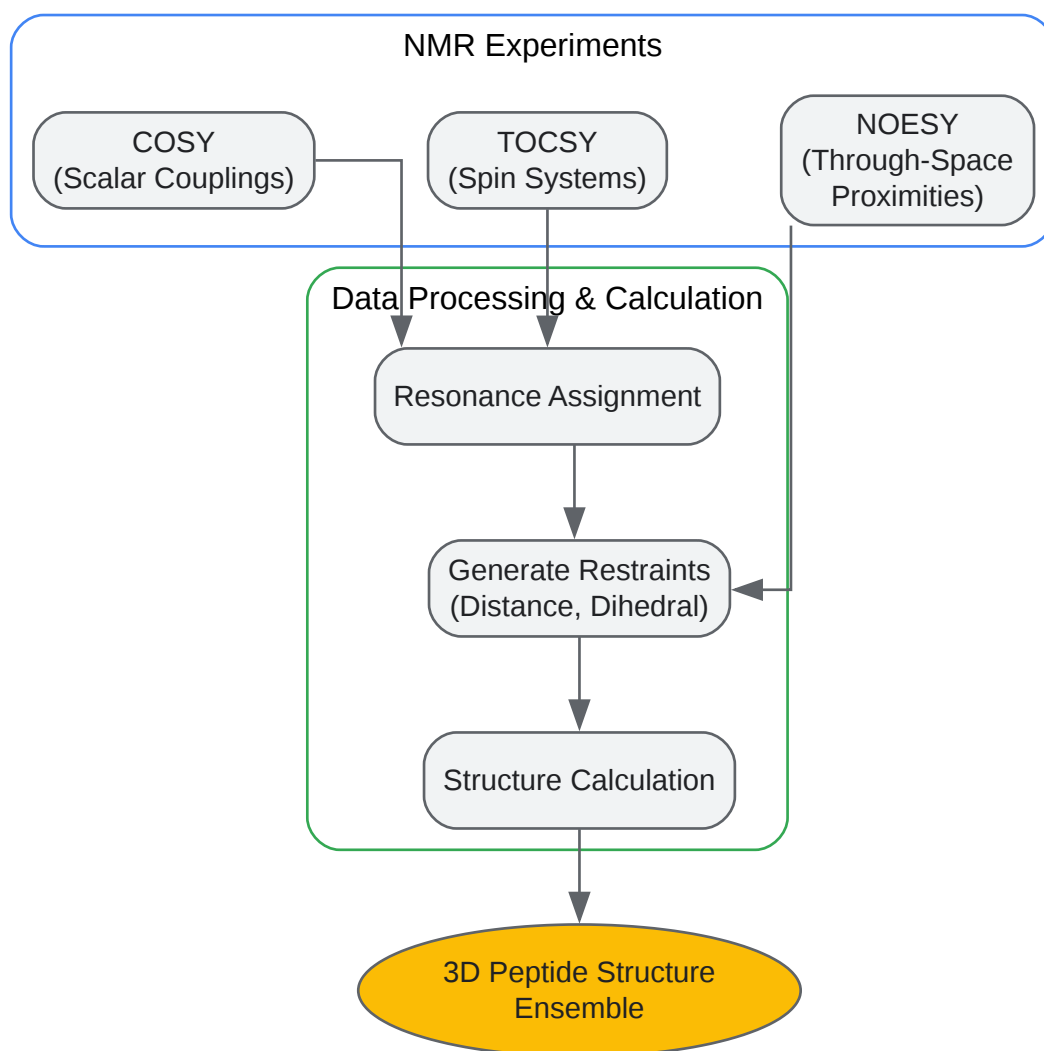 NMR Experiments
COSY
(Scalar Couplings)
TOCSY
(Spin Systems)
NOESY
(Through-Space
Proximities)
Data Processing & Calculation
Resonance Assignment
Generate Restraints
(Distance, Dihedral)
Structure Calculation
3D Peptide Structure
Ensemble